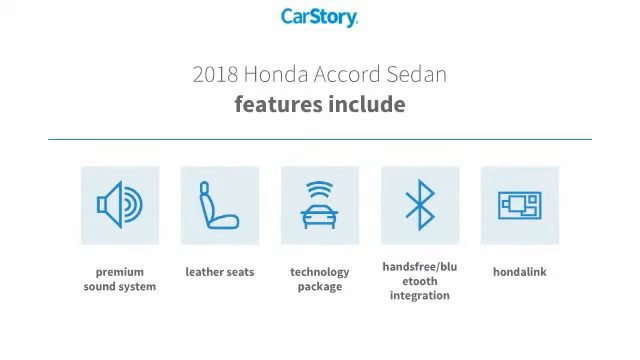 CarStory.
2018 Honda Accord Sedan
features include
premium
sound system
leather seats
technology
package
handsfree/blu
etooth
integration
hondalink